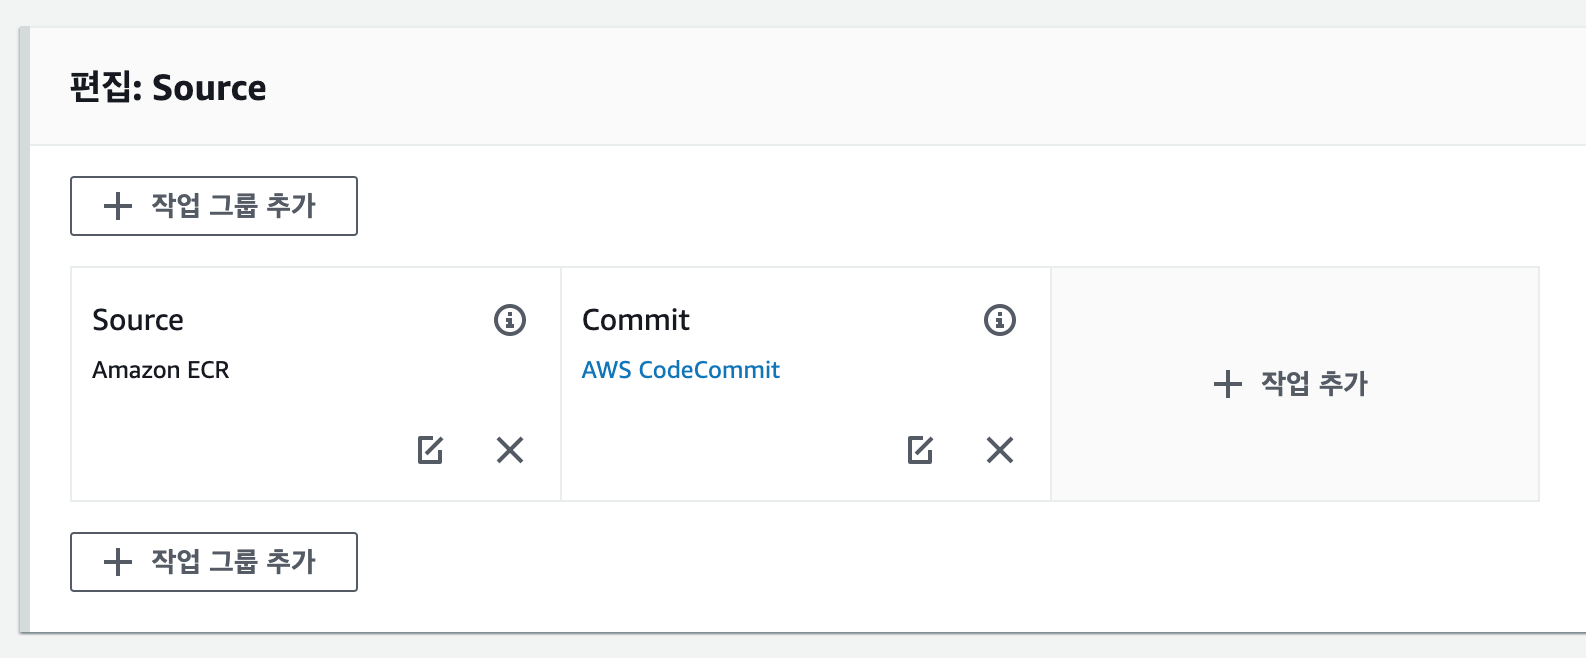 편집: Source
작업 그룹 추가
Source
Amazon ECR
Commit
AWS CodeCommit
작업 추가
작업 그룹 추가